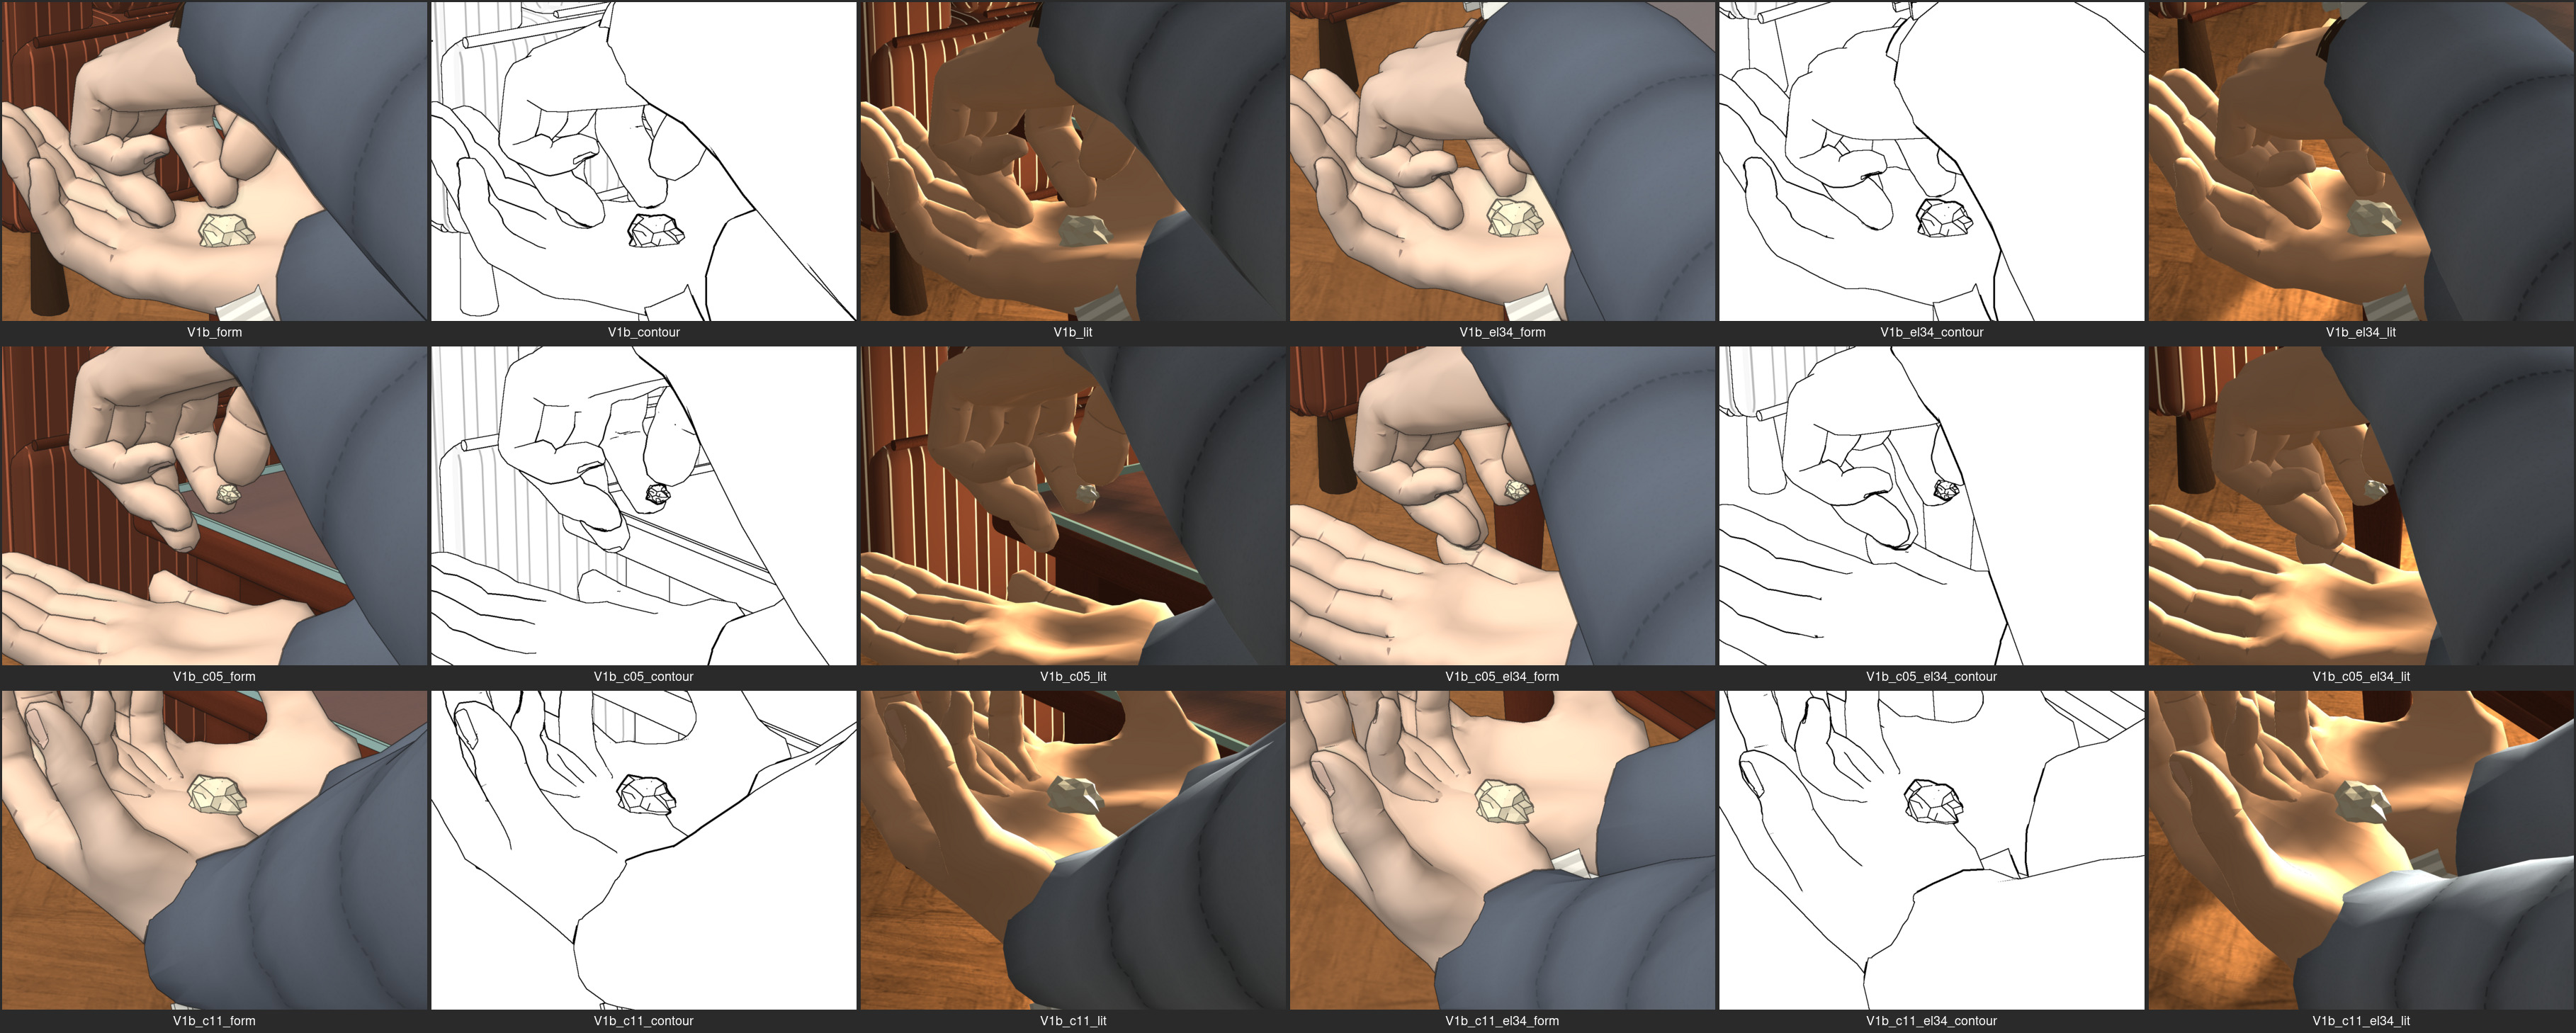 V1b_form
V1b_contour
V1b_lit
V1b_el34_form
V1b_el34_contour
V1b_el34_lit
V1b_c05_form
V1b_c05_contour
V1b_c05_lit
V1b_c05_el34_form
V1b_c05_el34_contour
V1b_c05_el34_lit
V1b_c11_form
V1b_c11_contour
V1b_c11_lit
V1b_c11_el34_form
V1b_c11_el34_contour
V1b_c11_el34_lit